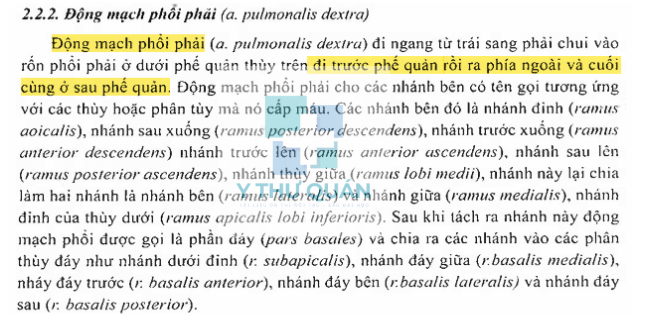 2.2.2. Động mạch phổi phải (a. pulmonalis dextra)
Động mạch phổi phải (a. pulmonalis dextra) đi ngang từ trái sang phải chui vào
rốn phổi phải ở dưới phế quản thùy trên đi trước phế quản rồi ra phía ngoài và cuối
cùng ở sau phế quản. Động mạch phổi phải cho các nhánh bên có tên gọi tương ứng
với các thùy hoặc phân tùy mà nó cấp máu. Các nhánh bên đó là nhánh đỉnh (ramus
aoicalis), nhánh sau xuống (ramus posterior descendens), nhánh trước xuống (ramus
anterior descendens) nhánh trước lên (ramus anterior ascendens), nhánh sau lên
(ramus posterior ascendens), nhánh thùy giữa (ramus lobi medii), nhánh này lại chia
Y THƯ QUÁN
làm hai nhánh là nhánh bên (ramus lateralis) và nhánh giữa (ramus medialis), nhánh
đỉnh của thùy dưới (ramus apicalis lobi inferioris). Sau khi tách ra nhánh này động
mạch phổi được gọi là phần đáy (pars basales) và chia ra các nhánh vào các phân
thùy đáy như nhánh dưới đỉnh (r. subapicalis), nhánh đáy giữa (r.basalis medialis),
nháy đáy trước (r. basalis anterior), nhánh đáy bên (r.basalis lateralis) và nhánh đáy
sau (r. basalis posterior).